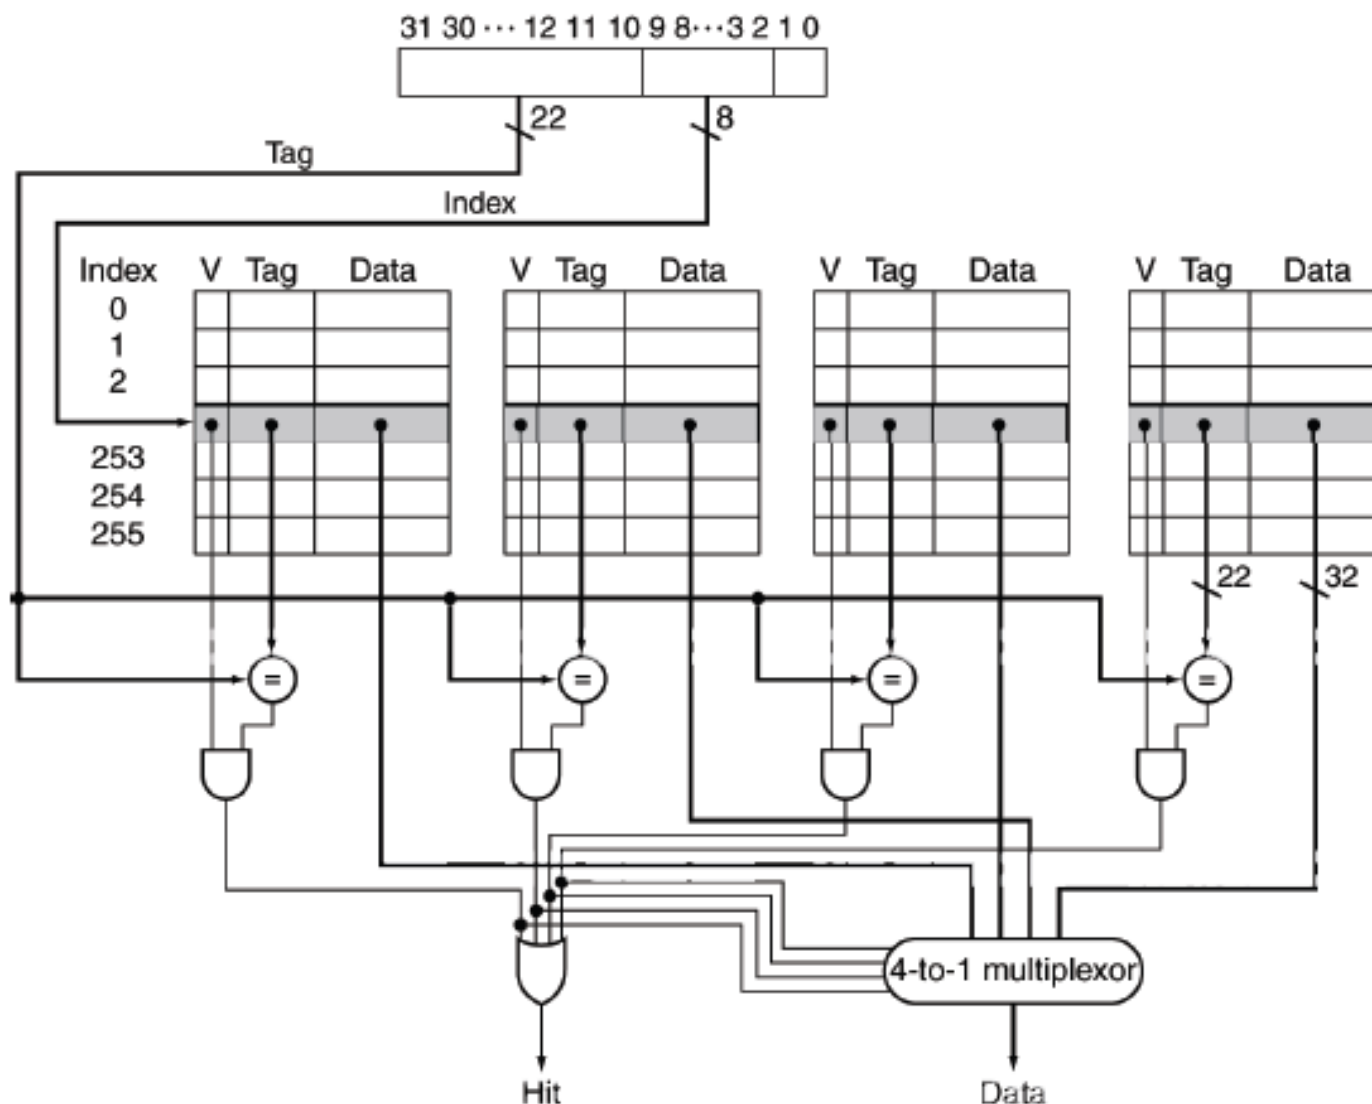 31 30 ··· 12 11 10 9 8···3 2 1 0
22
8
Tag
Index
Index V Tag Data V Tag Data V Tag Data V Tag Data
0
1
2
253
254
255
22
32
= = = =
4-to-1 multiplexor
Hit
Data